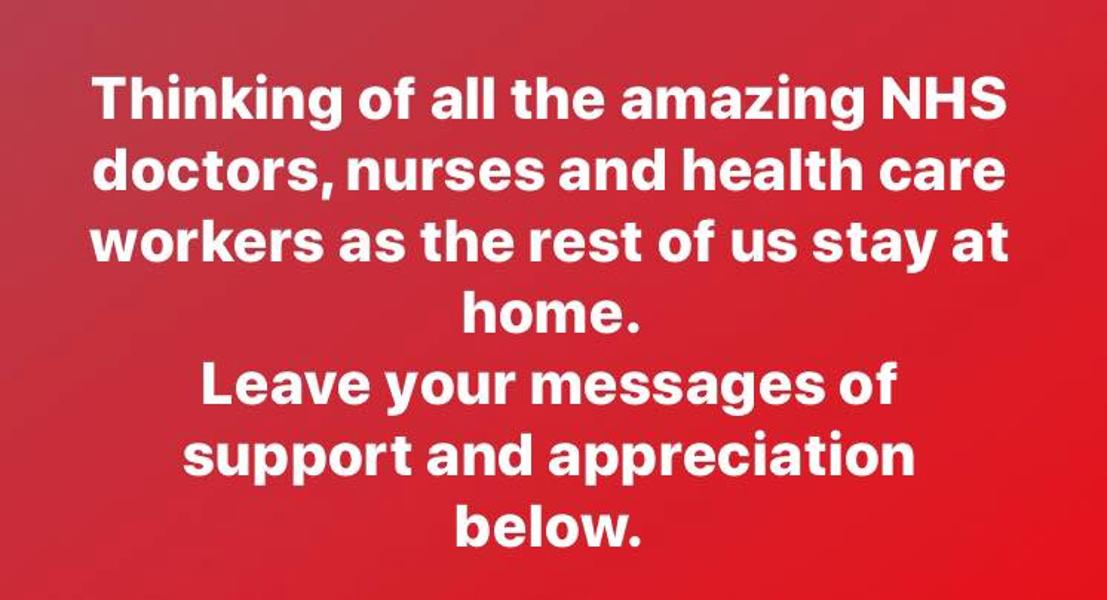 Thinking of all the amazing NHS
doctors, nurses and health care
workers as the rest of us stay at
home.
Leave your messages of
support and appreciation
below.